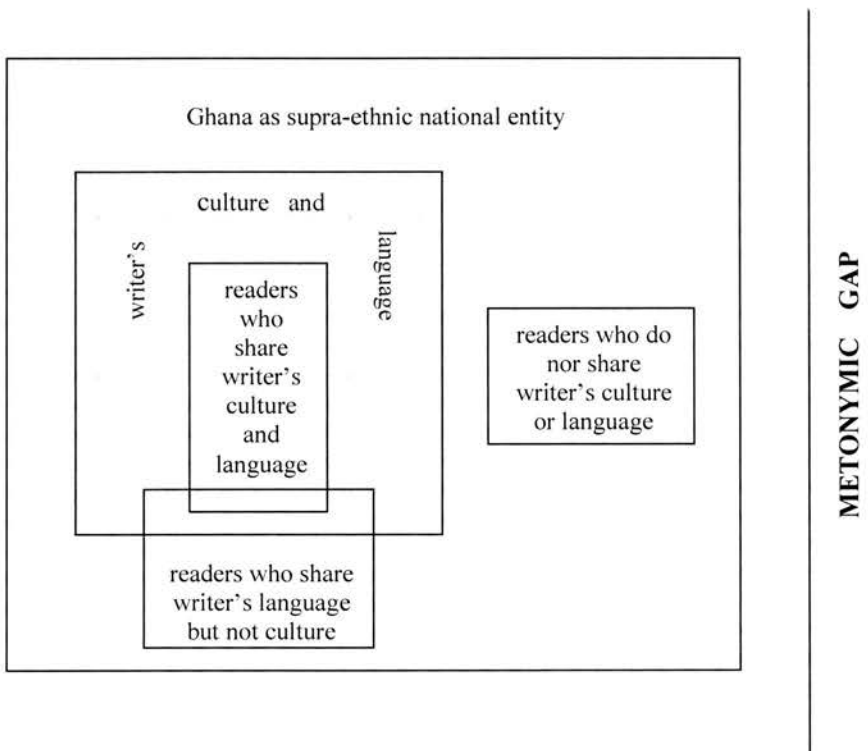 Ghana as supra-ethnic national entity
culture and
writer's
language
readers
who
share
writer's
culture
and
language
readers who do
nor share
writer's culture
or language
readers who share
writer's language
but not culture
METONYMIC GAP